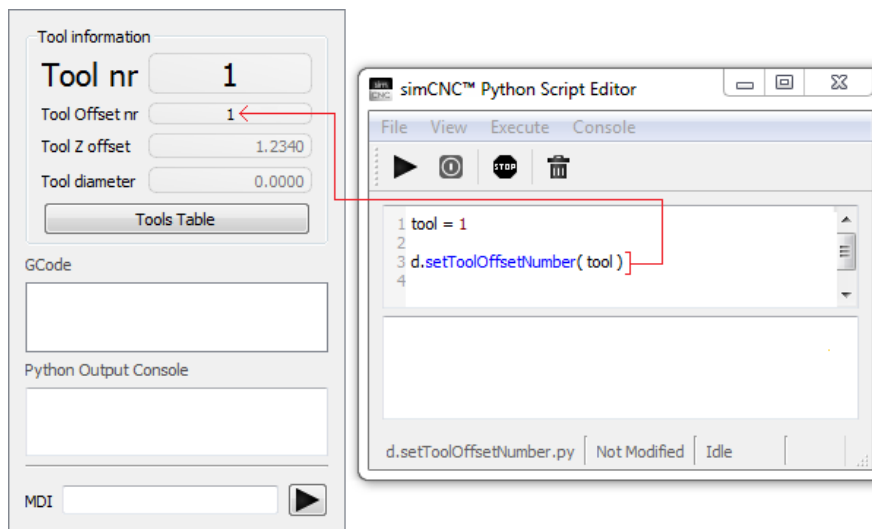 Tool information
Tool nr 1
Tool Offset nr 1
Tool Z offset 1.2340
Tool diameter 0.0000
Tools Table
GCode
Python Output Console
MDI
sim
CNC
simCNC™ Python Script Editor
File View Execute Console
STOP
1 tool = 1
2
3 d.setToolOffsetNumber( tool )
4
d.setToolOffsetNumber.py Not Modified Idle